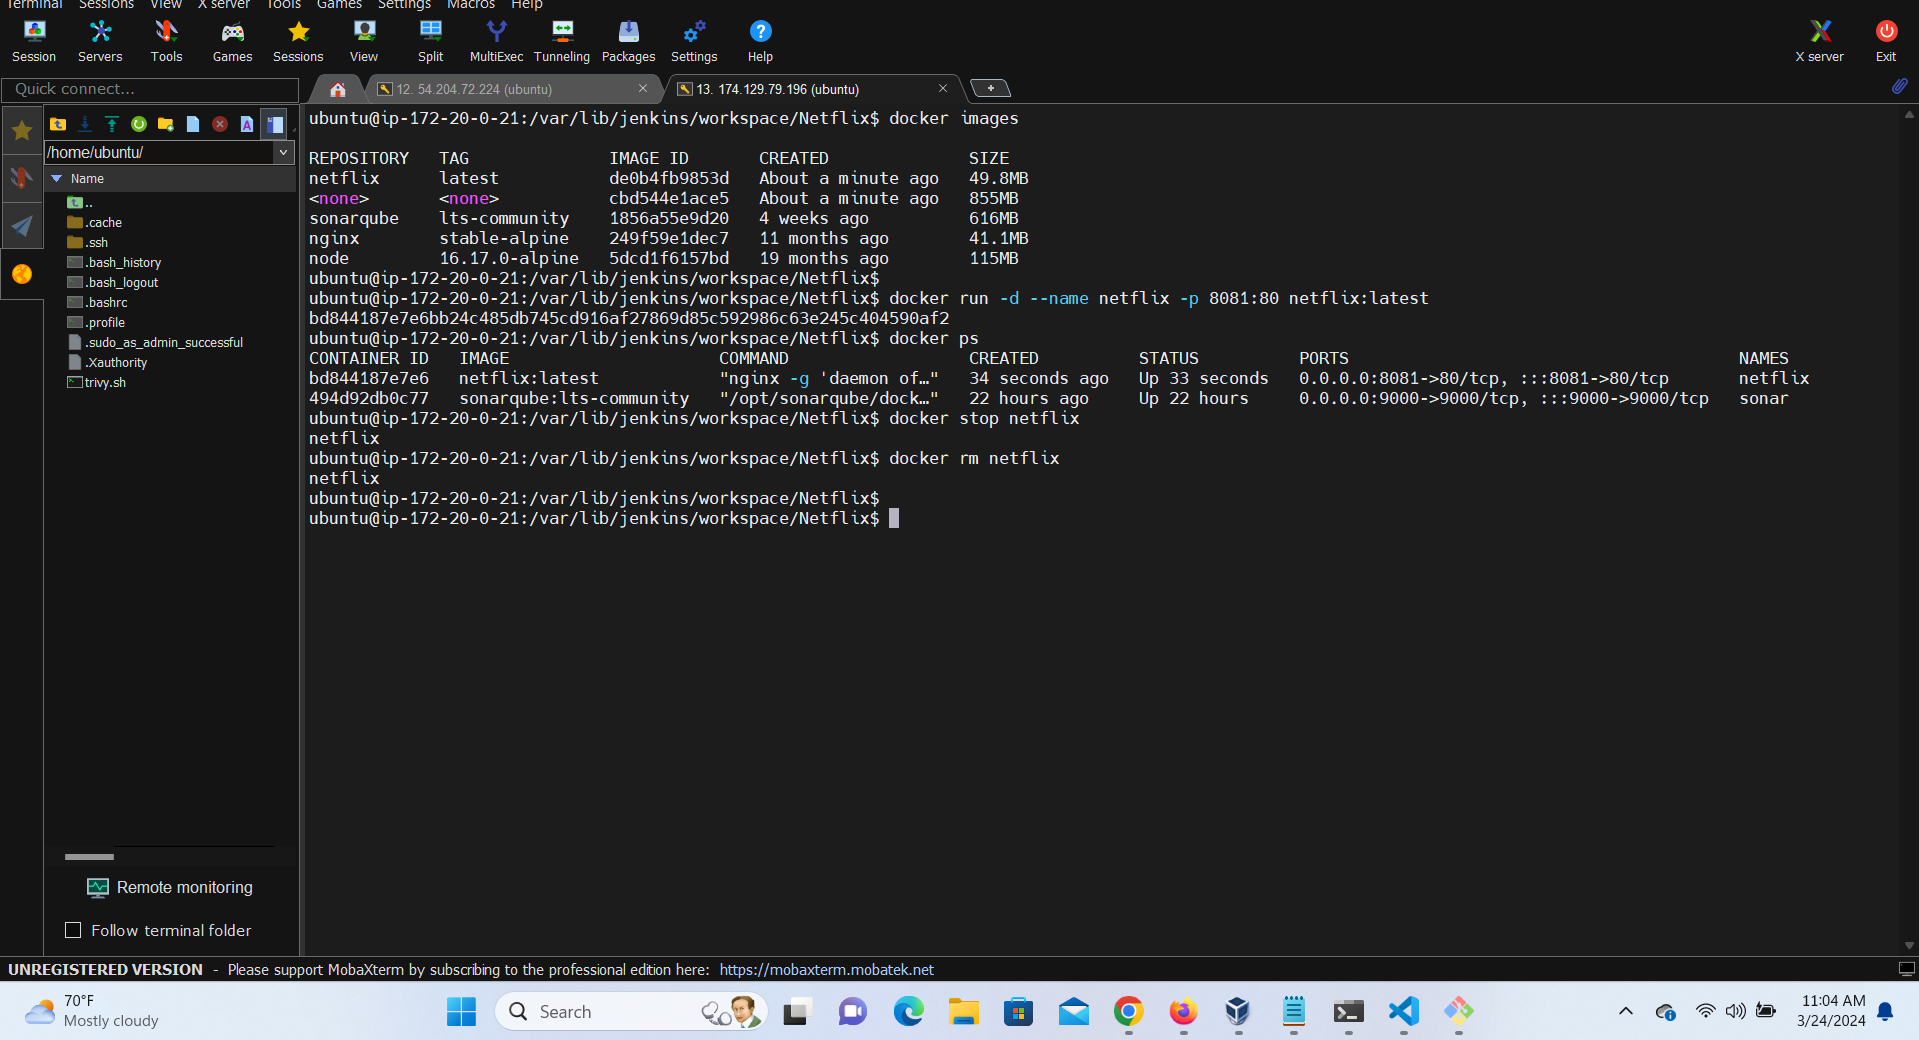 Terminal Sessions View X server Tools Games Settings Macros Help
Session Servers Tools Games Sessions View Split MultiExec Tunneling Packages Settings Help X server Exit
Quick connect...
12. 54.204.72.224 (ubuntu)
13. 174.129.79.196 (ubuntu)
/home/ubuntu/
Name
..
.cache
.ssh
.bash_history
.bash_logout
.bashrc
.profile
.sudo_as_admin_successful
.Xauthority
trivy.sh
Remote monitoring
Follow terminal folder
ubuntu@ip-172-20-0-21:/var/lib/jenkins/workspace/Netflix$ docker images
REPOSITORY TAG IMAGE ID CREATED SIZE
netflix latest de0b4fb9853d About a minute ago 49.8MB
<none> <none> cbd544e1ace5 About a minute ago 855MB
sonarqube lts-community 1856a55e9d20 4 weeks ago 616MB
nginx stable-alpine 249f59e1dec7 11 months ago 41.1MB
node 16.17.0-alpine 5dcd1f6157bd 19 months ago 115MB
ubuntu@ip-172-20-0-21:/var/lib/jenkins/workspace/Netflix$
ubuntu@ip-172-20-0-21:/var/lib/jenkins/workspace/Netflix$ docker run -d --name netflix -p 8081:80 netflix:latest
bd844187e7e6bb24c485db745cd916af27869d85c592986c63e245c404590af2
ubuntu@ip-172-20-0-21:/var/lib/jenkins/workspace/Netflix$ docker ps
CONTAINER ID IMAGE COMMAND CREATED STATUS PORTS NAMES
bd844187e7e6 netflix:latest "nginx -g 'daemon of…" 34 seconds ago Up 33 seconds 0.0.0.0:8081->80/tcp, :::8081->80/tcp netflix
494d92db0c77 sonarqube:lts-community "/opt/sonarqube/dock…" 22 hours ago Up 22 hours 0.0.0.0:9000->9000/tcp, :::9000->9000/tcp sonar
ubuntu@ip-172-20-0-21:/var/lib/jenkins/workspace/Netflix$ docker stop netflix
netflix
ubuntu@ip-172-20-0-21:/var/lib/jenkins/workspace/Netflix$ docker rm netflix
netflix
ubuntu@ip-172-20-0-21:/var/lib/jenkins/workspace/Netflix$
ubuntu@ip-172-20-0-21:/var/lib/jenkins/workspace/Netflix$
UNREGISTERED VERSION - Please support MobaXterm by subscribing to the professional edition here: https://mobaxterm.mobatek.net
70°F
Mostly cloudy
Search
11:04 AM
3/24/2024